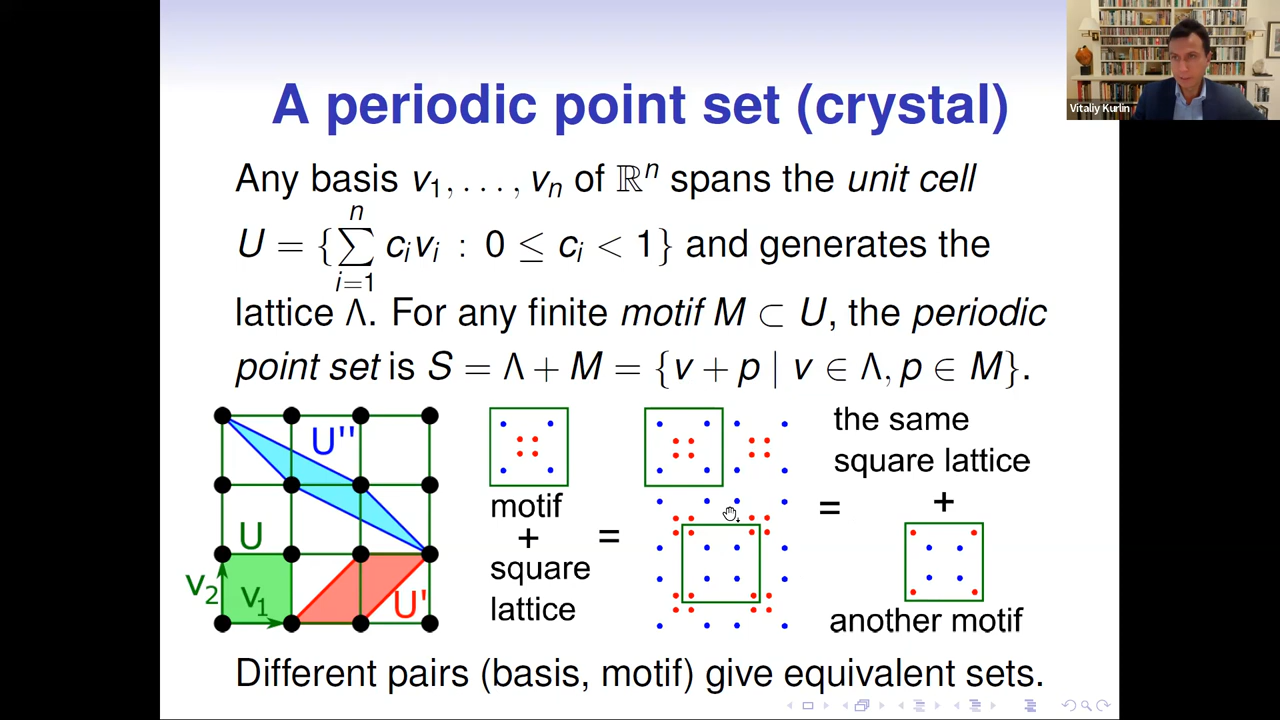 Vitaliy Kurlin
A periodic point set (crystal)
Any basis v₁, . . . , vₙ of ℝⁿ spans the unit cell
U = {∑ᵢ₌₁ⁿ cᵢvᵢ : 0 ≤ cᵢ < 1} and generates the
lattice Λ. For any finite motif M ⊂ U, the periodic
point set is S = Λ + M = {v + p | v ∈ Λ, p ∈ M}.
U''
U
v₂
v₁
U'
motif
+
square
lattice
=
=
the same
square lattice
+
another motif
Different pairs (basis, motif) give equivalent sets.